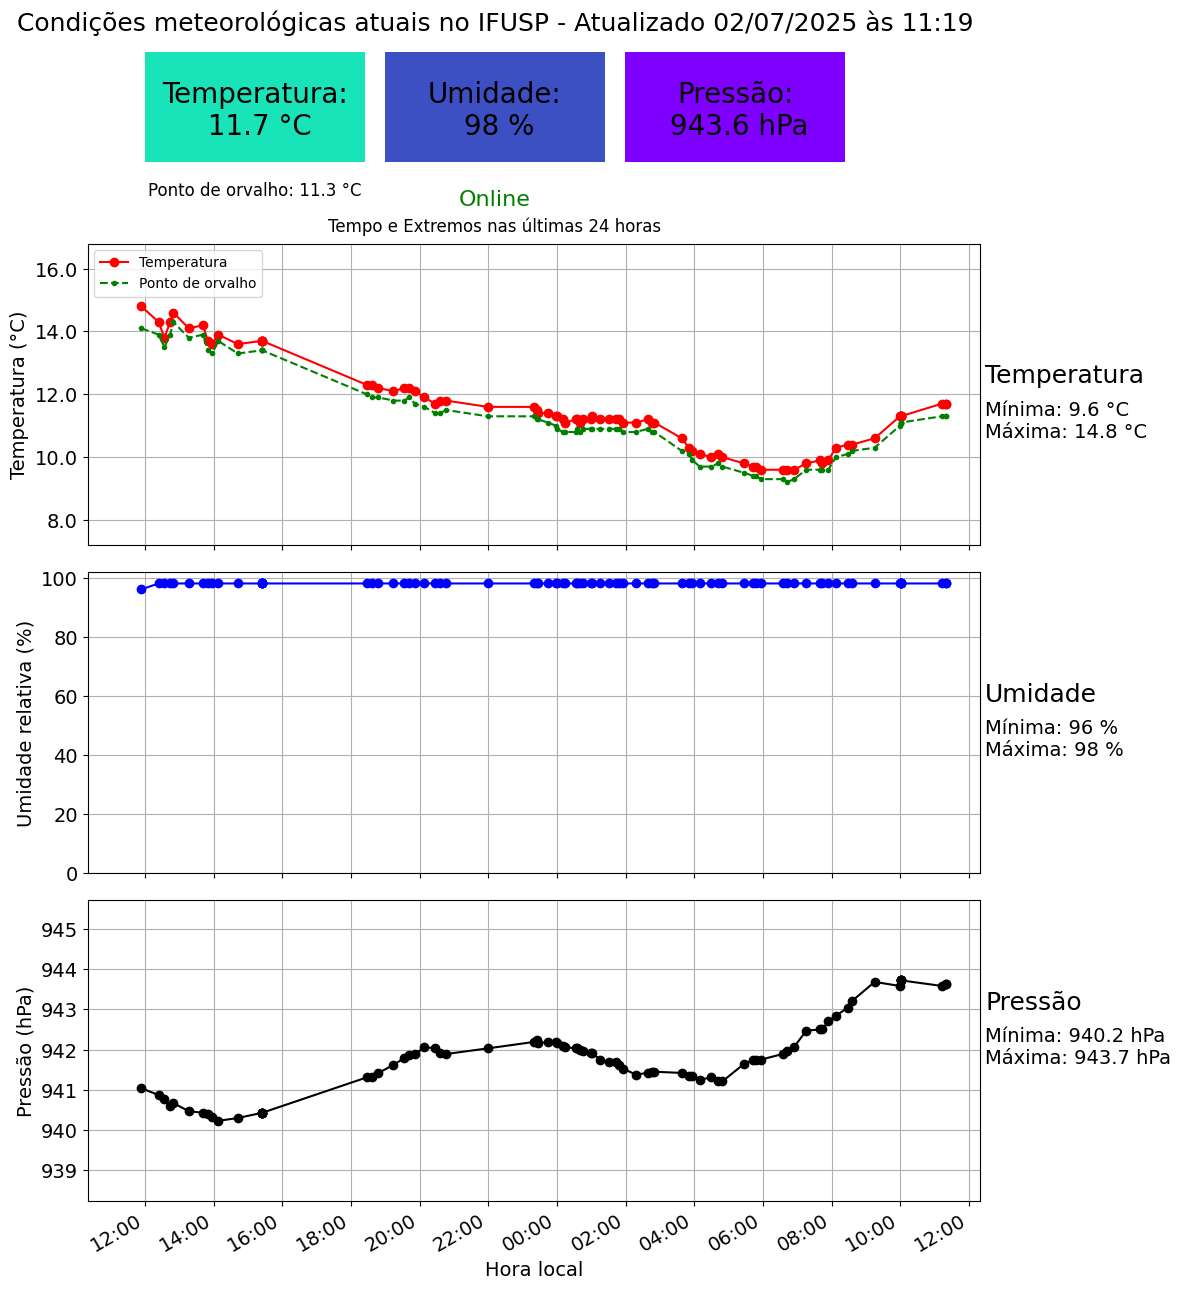 Condições meteorológicas atuais no IFUSP - Atualizado 02/07/2025 às 11:19
Temperatura:
11.7 °C
Umidade:
98 %
Pressão:
943.6 hPa
Ponto de orvalho: 11.3 °C
Online
Tempo e Extremos nas últimas 24 horas
Temperatura
Ponto de orvalho
Temperatura (°C)
16.0
14.0
12.0
10.0
8.0
Temperatura
Mínima: 9.6 °C
Máxima: 14.8 °C
Umidade relativa (%)
100
80
60
40
20
0
Umidade
Mínima: 96 %
Máxima: 98 %
Pressão (hPa)
945
944
943
942
941
940
939
Pressão
Mínima: 940.2 hPa
Máxima: 943.7 hPa
12:00
14:00
16:00
18:00
20:00
22:00
00:00
02:00
04:00
06:00
08:00
10:00
12:00
Hora local